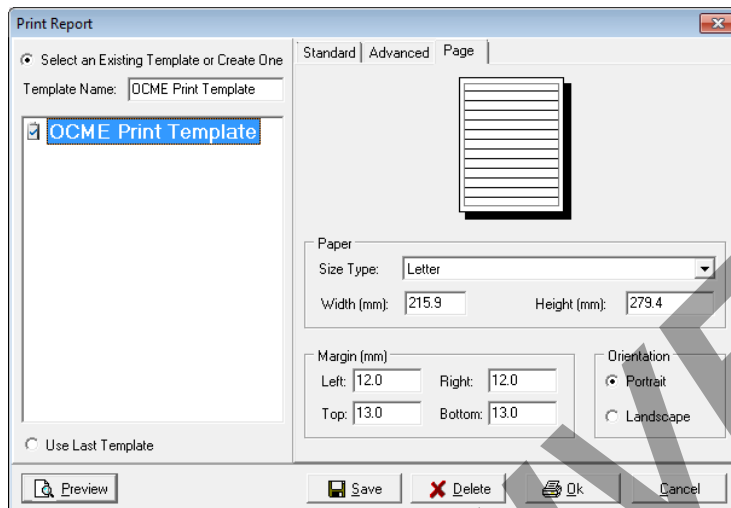 Print Report
Select an Existing Template or Create One
Template Name: OCME Print Template
OCME Print Template
Use Last Template
Standard Advanced Page
Paper
Size Type: Letter
Width (mm): 215.9 Height (mm): 279.4
Margin (mm)
Left: 12.0 Right: 12.0
Top: 13.0 Bottom: 13.0
Orientation
Portrait
Landscape
Preview Save Delete Ok Cancel